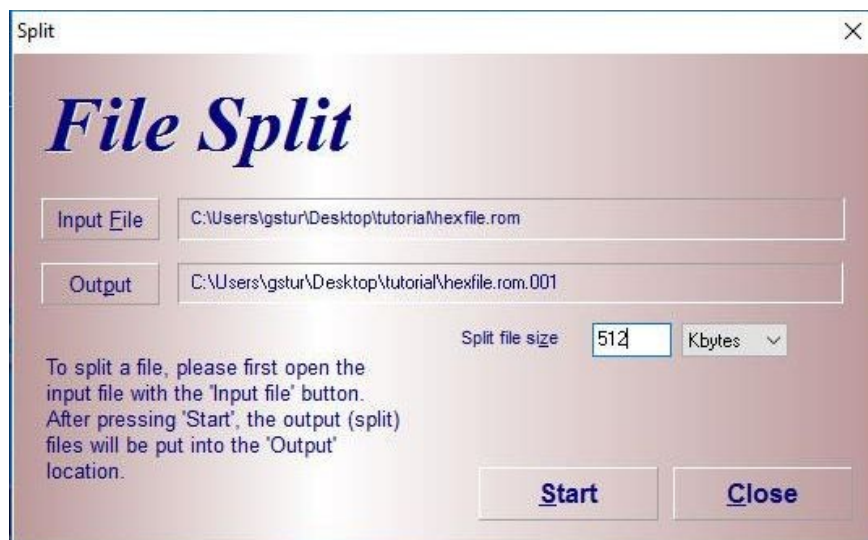 Split
File Split
Input File
C:\Users\gstur\Desktop\tutorial\hexfile.rom
Output
C:\Users\gstur\Desktop\tutorial\hexfile.rom.001
Split file size 512 Kbytes
To split a file, please first open the
input file with the 'Input file' button.
After pressing 'Start', the output (split)
files will be put into the 'Output'
location.
Start
Close